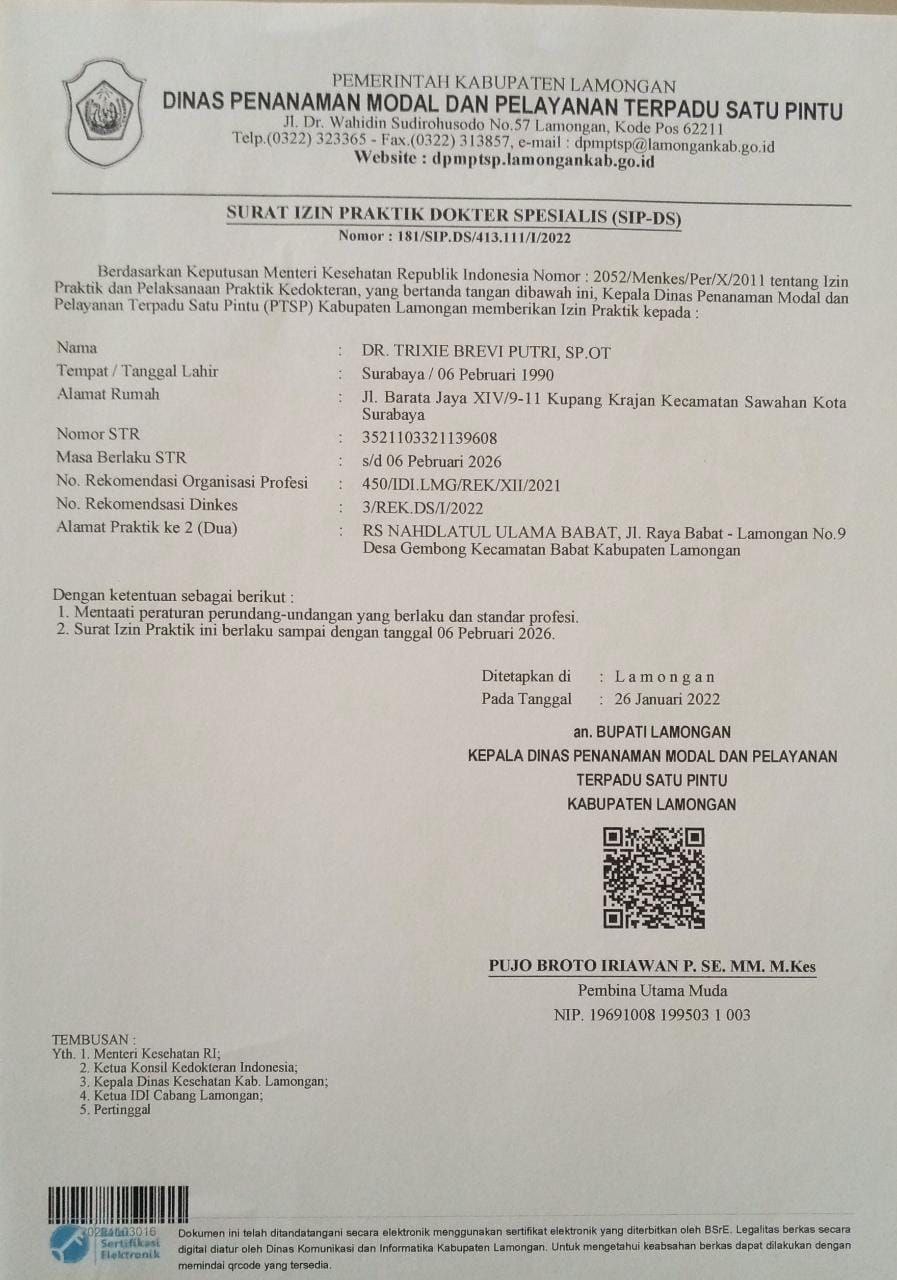 PEMERINTAH KABUPATEN LAMONGAN
DINAS PENANAMAN MODAL DAN PELAYANAN TERPADU SATU PINTU
Jl. Dr. Wahidin Sudirohusodo No.57 Lamongan, Kode Pos 62211
Telp.(0322) 323365 - Fax.(0322) 313857, e-mail : dpmptsp@lamongankab.go.id
Website : dpmptsp.lamongankab.go.id
SURAT IZIN PRAKTIK DOKTER SPESIALIS (SIP-DS)
Nomor : 181/SIP.DS/413.111/I/2022
Berdasarkan Keputusan Menteri Kesehatan Republik Indonesia Nomor : 2052/Menkes/Per/X/2011 tentang Izin
Praktik dan Pelaksanaan Praktik Kedokteran, yang bertanda tangan dibawah ini, Kepala Dinas Penanaman Modal dan
Pelayanan Terpadu Satu Pintu (PTSP) Kabupaten Lamongan memberikan Izin Praktik kepada :
Nama : DR. TRIXIE BREVI PUTRI, SP.OT
Tempat / Tanggal Lahir : Surabaya / 06 Pebruari 1990
Alamat Rumah : Jl. Barata Jaya XIV/9-11 Kupang Krajan Kecamatan Sawahan Kota
Surabaya
Nomor STR : 3521103321139608
Masa Berlaku STR : s/d 06 Pebruari 2026
No. Rekomendasi Organisasi Profesi : 450/IDI.LMG/REK/XII/2021
No. Rekomendsasi Dinkes : 3/REK.DS/I/2022
Alamat Praktik ke 2 (Dua) : RS NAHDLATUL ULAMA BABAT, Jl. Raya Babat - Lamongan No.9
Desa Gembong Kecamatan Babat Kabupaten Lamongan
Dengan ketentuan sebagai berikut :
1. Mentaati peraturan perundang-undangan yang berlaku dan standar profesi.
2. Surat Izin Praktik ini berlaku sampai dengan tanggal 06 Pebruari 2026.
Ditetapkan di : L a m o n g a n
Pada Tanggal : 26 Januari 2022
an. BUPATI LAMONGAN
KEPALA DINAS PENANAMAN MODAL DAN PELAYANAN
TERPADU SATU PINTU
KABUPATEN LAMONGAN
PUJO BROTO IRIAWAN P. SE. MM. M.Kes
Pembina Utama Muda
NIP. 19691008 199503 1 003
TEMBUSAN :
Yth. 1. Menteri Kesehatan RI;
2. Ketua Konsil Kedokteran Indonesia;
3. Kepala Dinas Kesehatan Kab. Lamongan;
4. Ketua IDI Cabang Lamongan;
5. Pertinggal
Sertifikasi
Elektronik
Dokumen ini telah ditandatangani secara elektronik menggunakan sertifikat elektronik yang diterbitkan oleh BSrE. Legalitas berkas secara
digital diatur oleh Dinas Komunikasi dan Informatika Kabupaten Lamongan. Untuk mengetahui keabsahan berkas dapat dilakukan dengan
memindai qrcode yang tersedia.